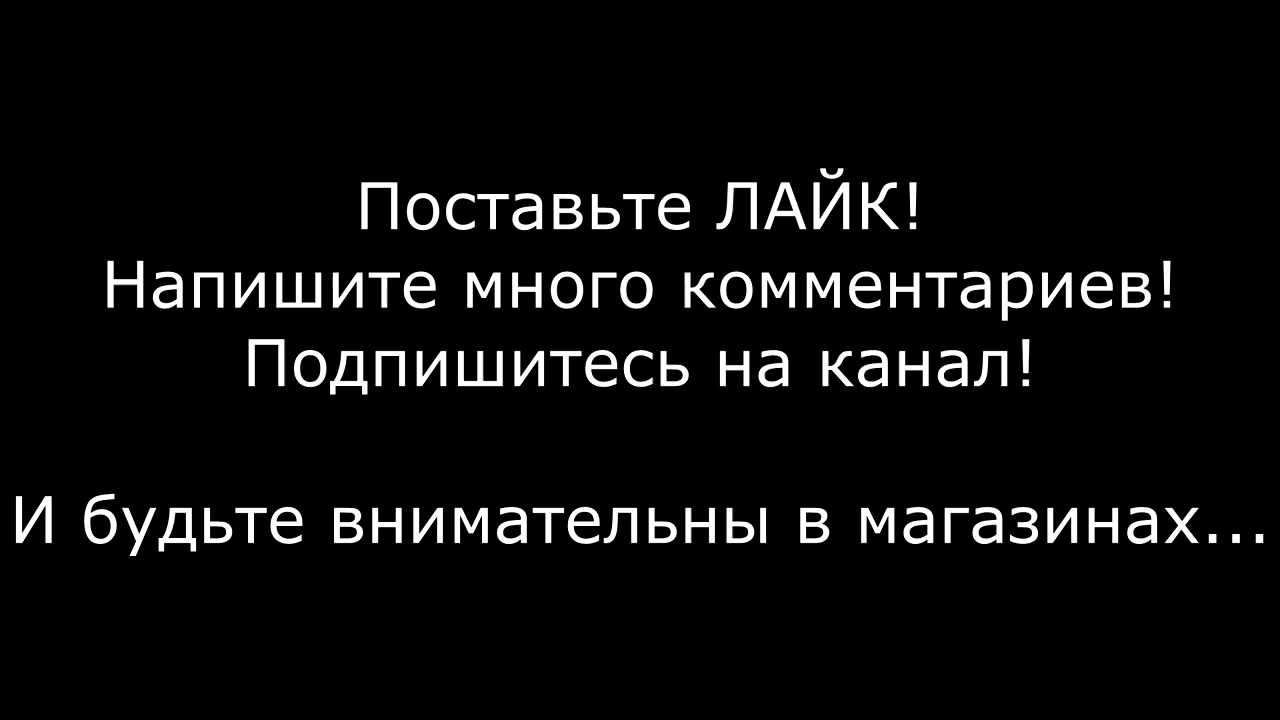 Поставьте ЛАЙК!
Напишите много комментариев!
Подпишитесь на канал!
И будьте внимательны в магазинах...